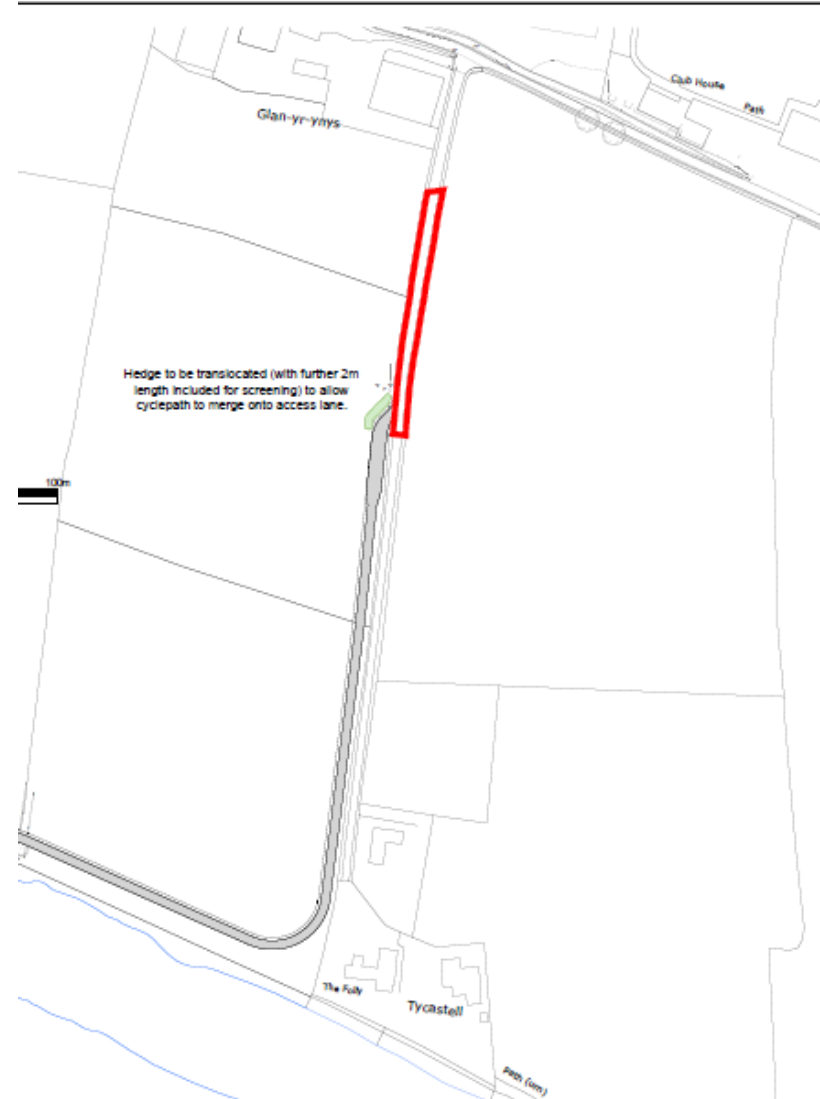 Club House
Path
Glan-yr-ynys
Hedge to be translocated (with further 2m
length included for screening) to allow
cyclepath to merge onto access lane.
100m
The Folly
Tycastell
Path (um)